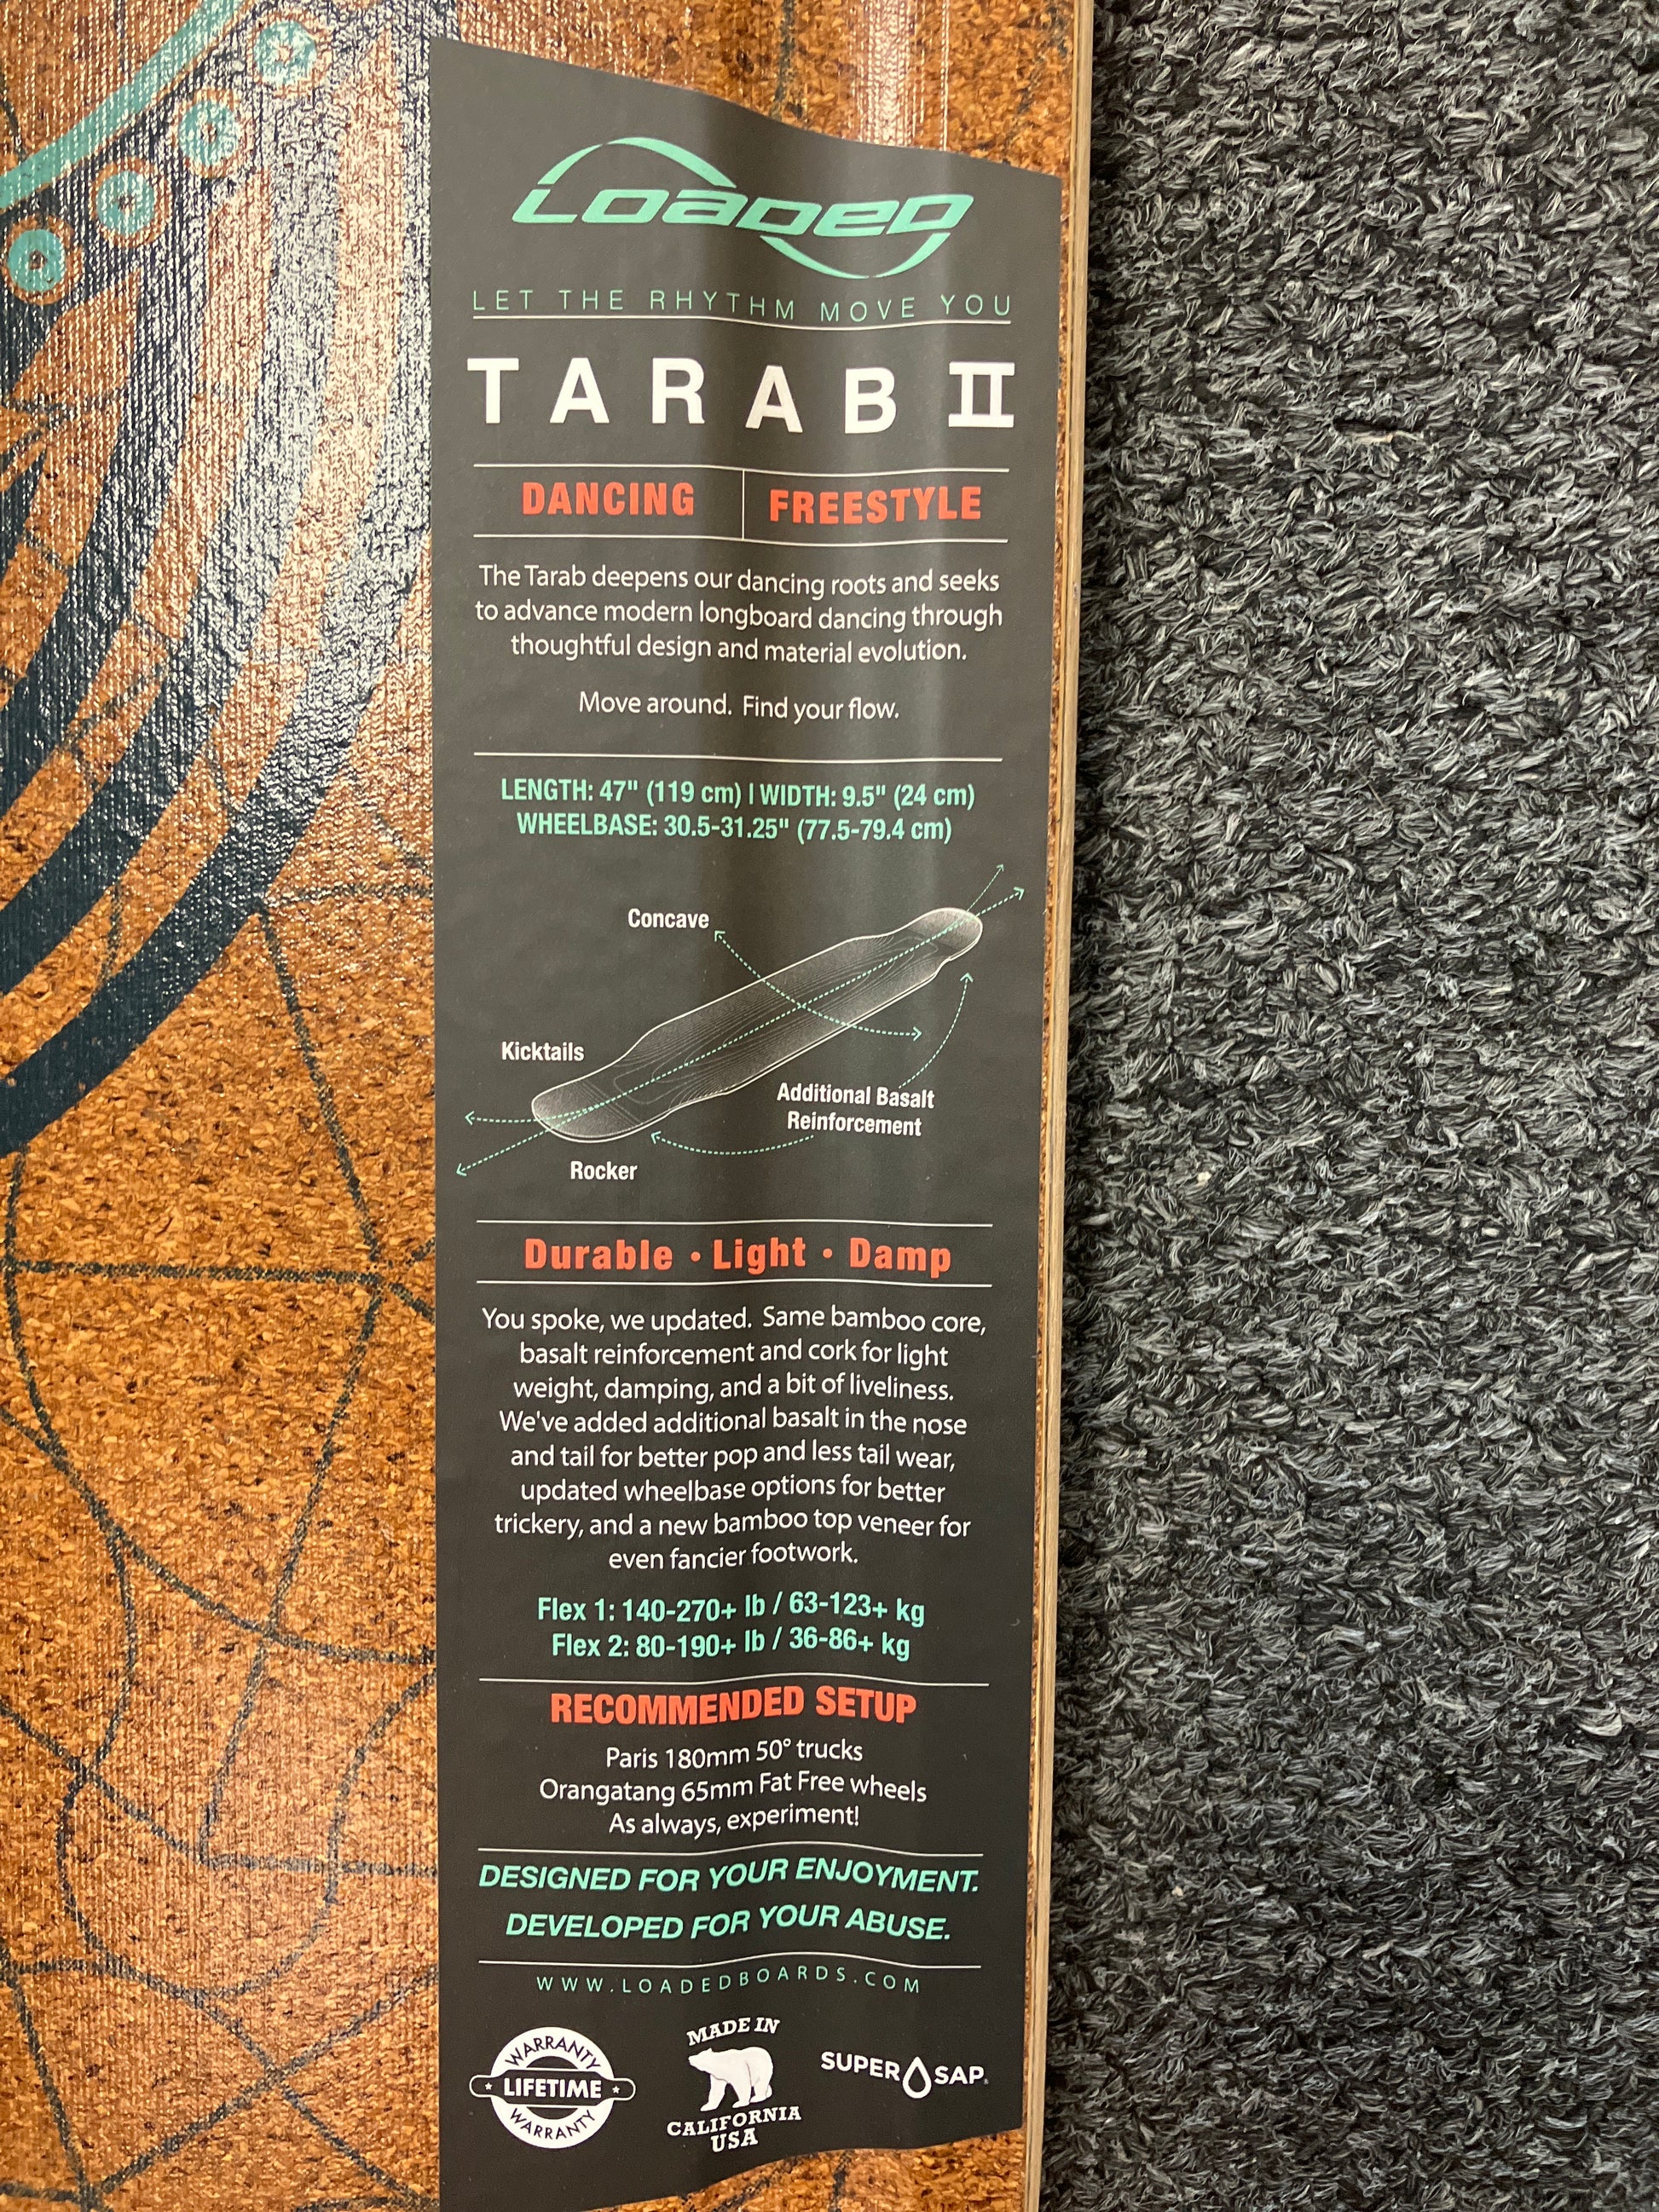 LOADED
LET THE RHYTHM MOVE YOU
TARAB II
DANCING FREESTYLE
The Tarab deepens our dancing roots and seeks
to advance modern longboard dancing through
thoughtful design and material evolution.
Move around. Find your flow.
LENGTH: 47" (119 cm) | WIDTH: 9.5" (24 cm)
WHEELBASE: 30.5-31.25" (77.5-79.4 cm)
Concave
Kicktails
Additional Basalt
Reinforcement
Rocker
Durable • Light • Damp
You spoke, we updated. Same bamboo core,
basalt reinforcement and cork for light
weight, damping, and a bit of liveliness.
We've added additional basalt in the nose
and tail for better pop and less tail wear,
updated wheelbase options for better
trickery, and a new bamboo top veneer for
even fancier footwork.
Flex 1: 140-270+ lb / 63-123+ kg
Flex 2: 80-190+ lb / 36-86+ kg
RECOMMENDED SETUP
Paris 180mm 50° trucks
Orangatang 65mm Fat Free wheels
As always, experiment!
DESIGNED FOR YOUR ENJOYMENT.
DEVELOPED FOR YOUR ABUSE.
WWW.LOADEDBOARDS.COM
WARRANTY
LIFETIME
WARRANTY
MADE IN
CALIFORNIA
USA
SUPER SAP